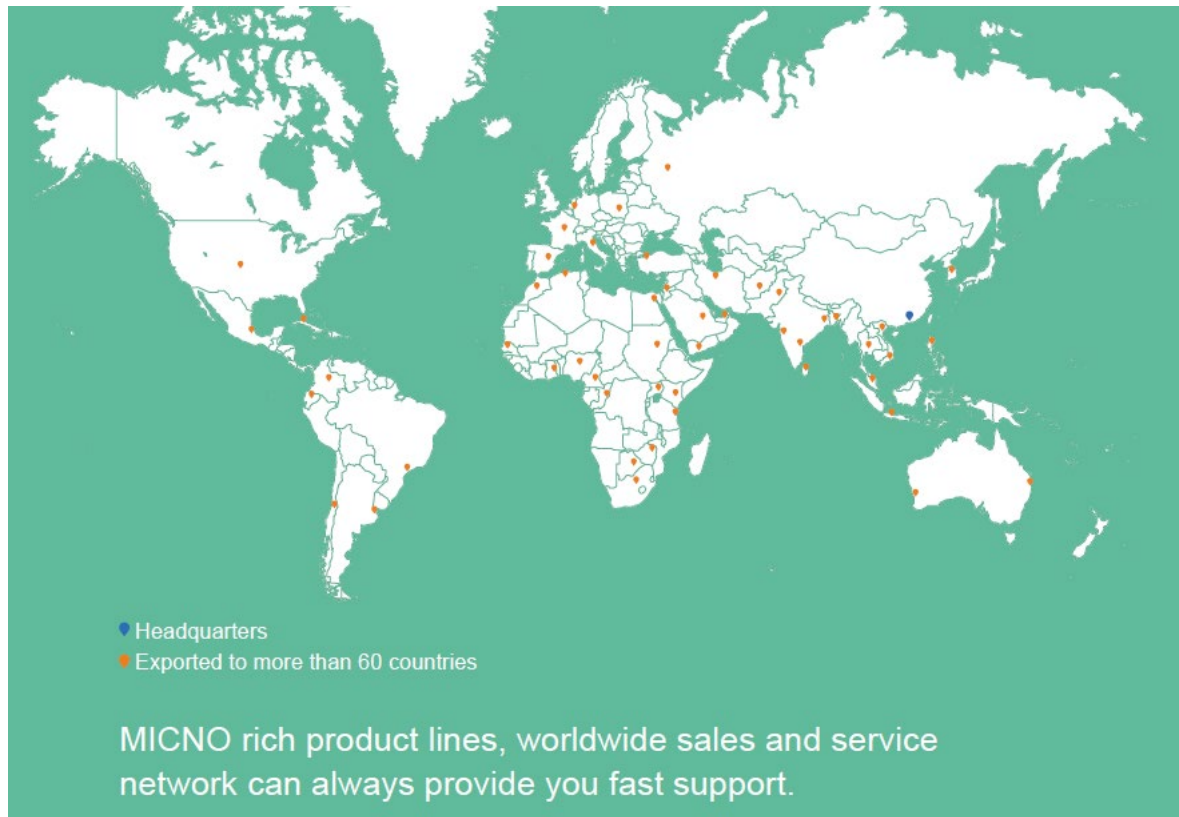 Headquarters
Exported to more than 60 countries
MICNO rich product lines, worldwide sales and service
network can always provide you fast support.